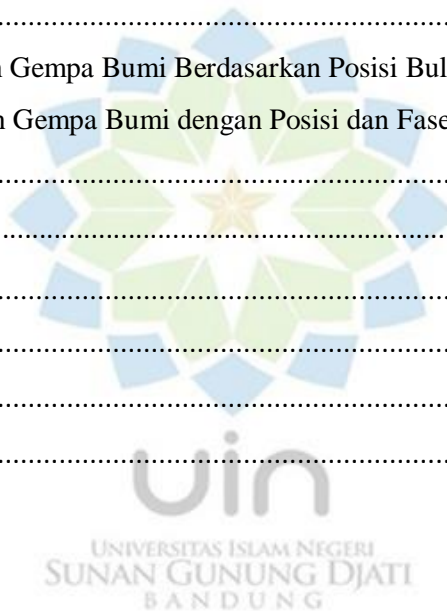 ....................................................................
n Gempa Bumi Berdasarkan Posisi Bul
n Gempa Bumi dengan Posisi dan Fase
....................................................................
....................................................................
....................................................................
....................................................................
....................................................................
....................................................................
uin
UNIVERSITAS ISLAM NEGERI
SUNAN GUNUNG DJATI
BANDUNG